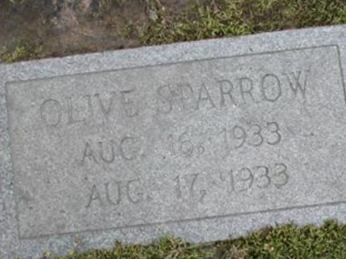 OLIVE SPARROW
AUG. 16, 1933
AUG. 17, 1933